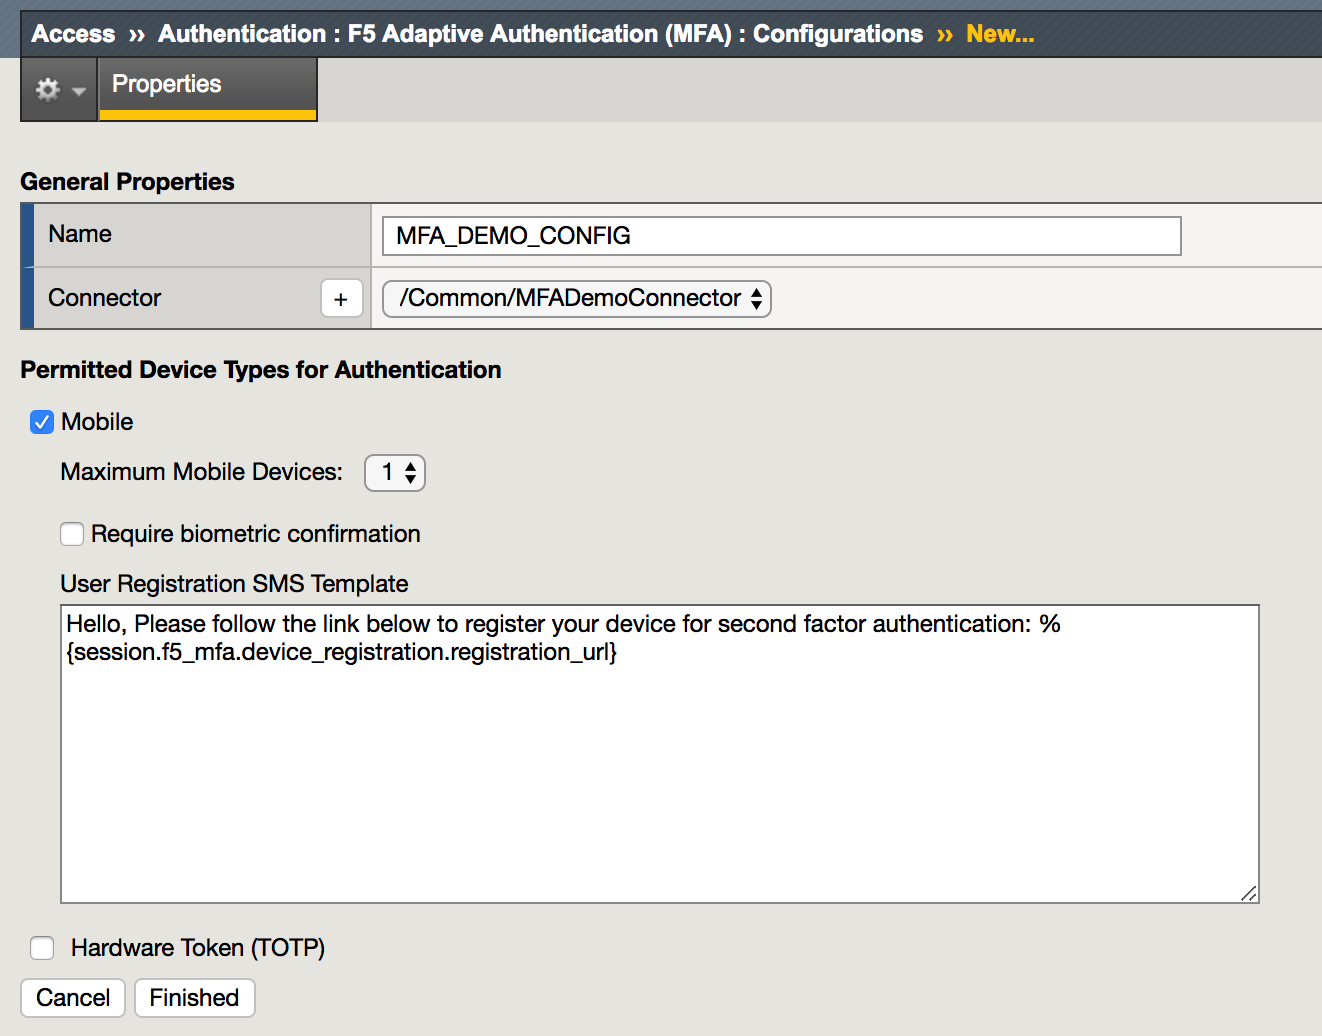 Access ›› Authentication : F5 Adaptive Authentication (MFA) : Configurations ›› New...
Properties
General Properties
Name
MFA_DEMO_CONFIG
Connector + /Common/MFADemoConnector
Permitted Device Types for Authentication
Mobile
Maximum Mobile Devices: 1
Require biometric confirmation
User Registration SMS Template
Hello, Please follow the link below to register your device for second factor authentication: %
{session.f5_mfa.device_registration.registration_url}
Hardware Token (TOTP)
Cancel Finished